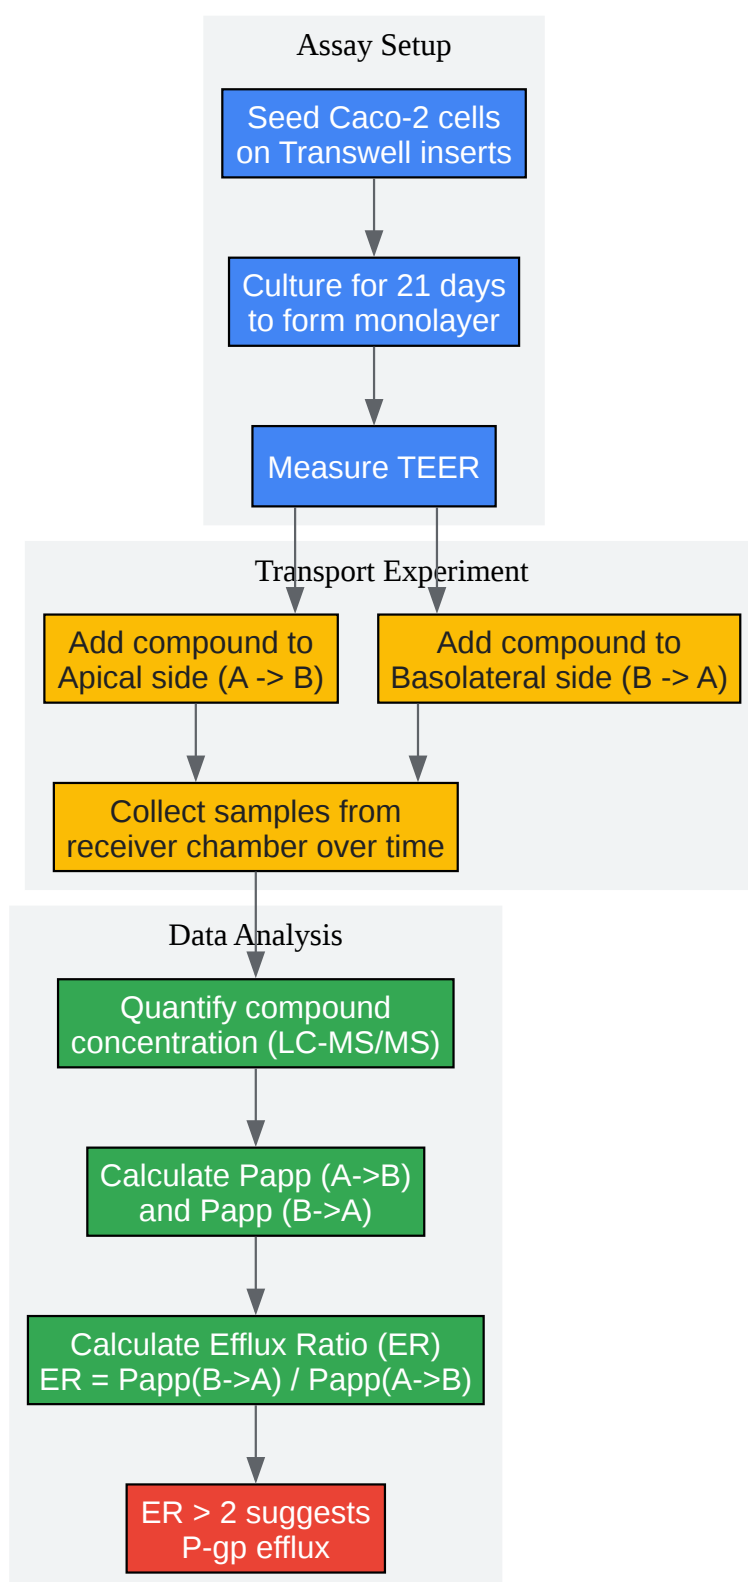 Assay Setup
Seed Caco-2 cells
on Transwell inserts
Culture for 21 days
to form monolayer
Measure TEER
Transport Experiment
Add compound to
Apical side (A -> B)
Add compound to
Basolateral side (B -> A)
Collect samples from
receiver chamber over time
Data Analysis
Quantify compound
concentration (LC-MS/MS)
Calculate Papp (A->B)
and Papp (B->A)
Calculate Efflux Ratio (ER)
ER = Papp(B->A) / Papp(A->B)
ER > 2 suggests
P-gp efflux